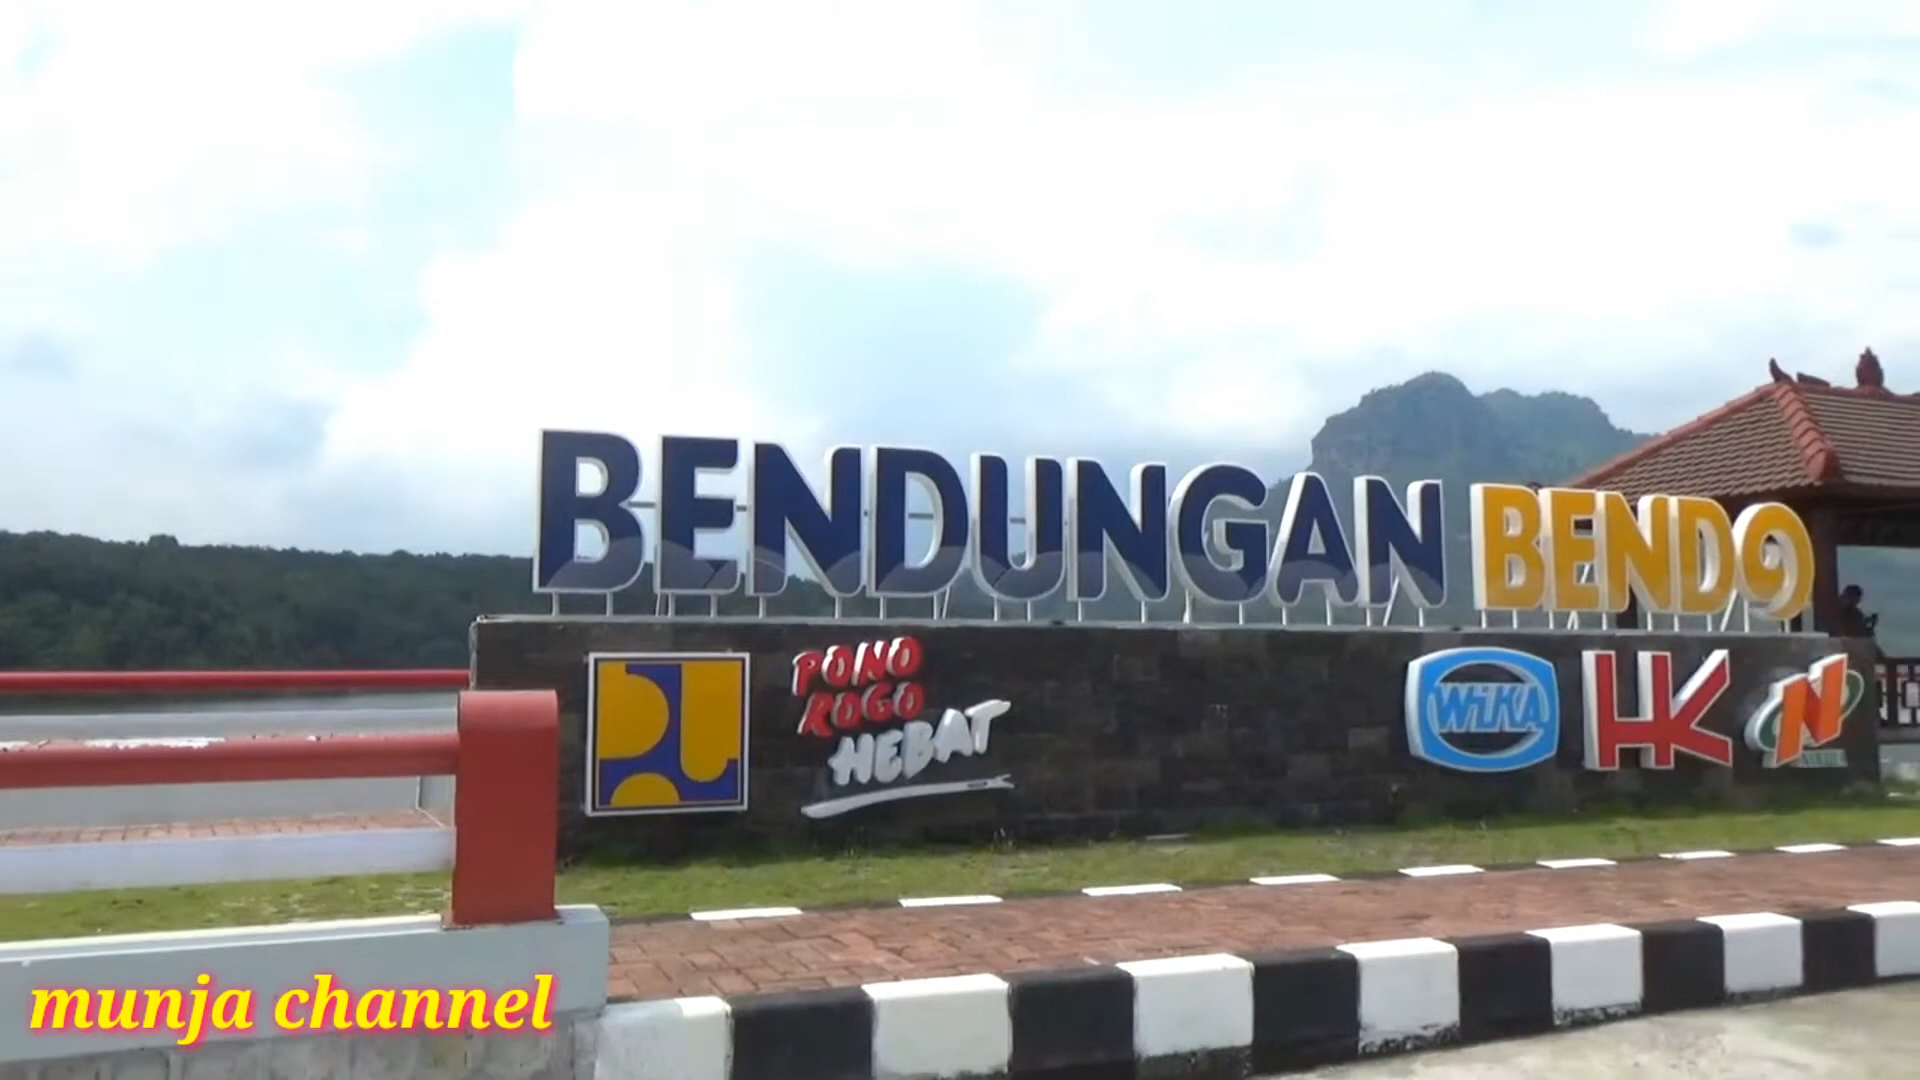 BENDUNGAN BENDO
PONO
ROGO
HEBAT
WIKA
HK
N
munja channel